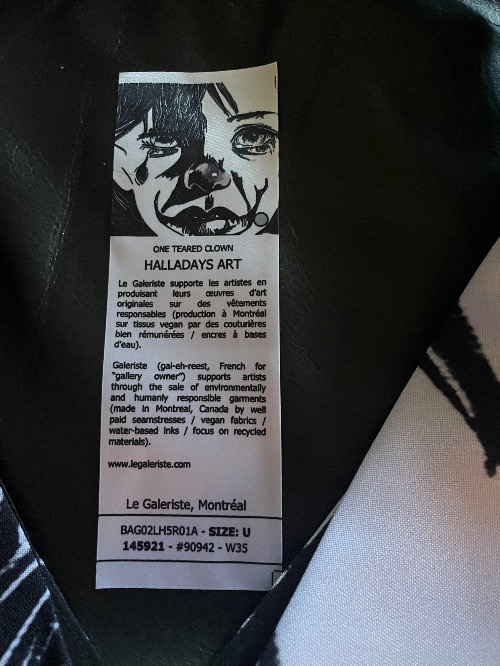 ONE TEARED CLOWN
HALLADAYS ART
Le Galeriste supporte les artistes en
produisant leurs œuvres d'art
originales sur des vêtements
responsables (production à Montréal
sur tissus vegan par des couturières
bien rémunérées / encres à bases
d'eau).
Galeriste (gal-eh-reest, French for
"gallery owner") supports artists
through the sale of environmentally
and humanly responsible garments
(made in Montreal, Canada by well
paid seamstresses / vegan fabrics /
water-based inks / focus on recycled
materials).
www.legaleriste.com
Le Galeriste, Montréal
BAG02LH5R01A - SIZE: U
145921 - #90942 - W35